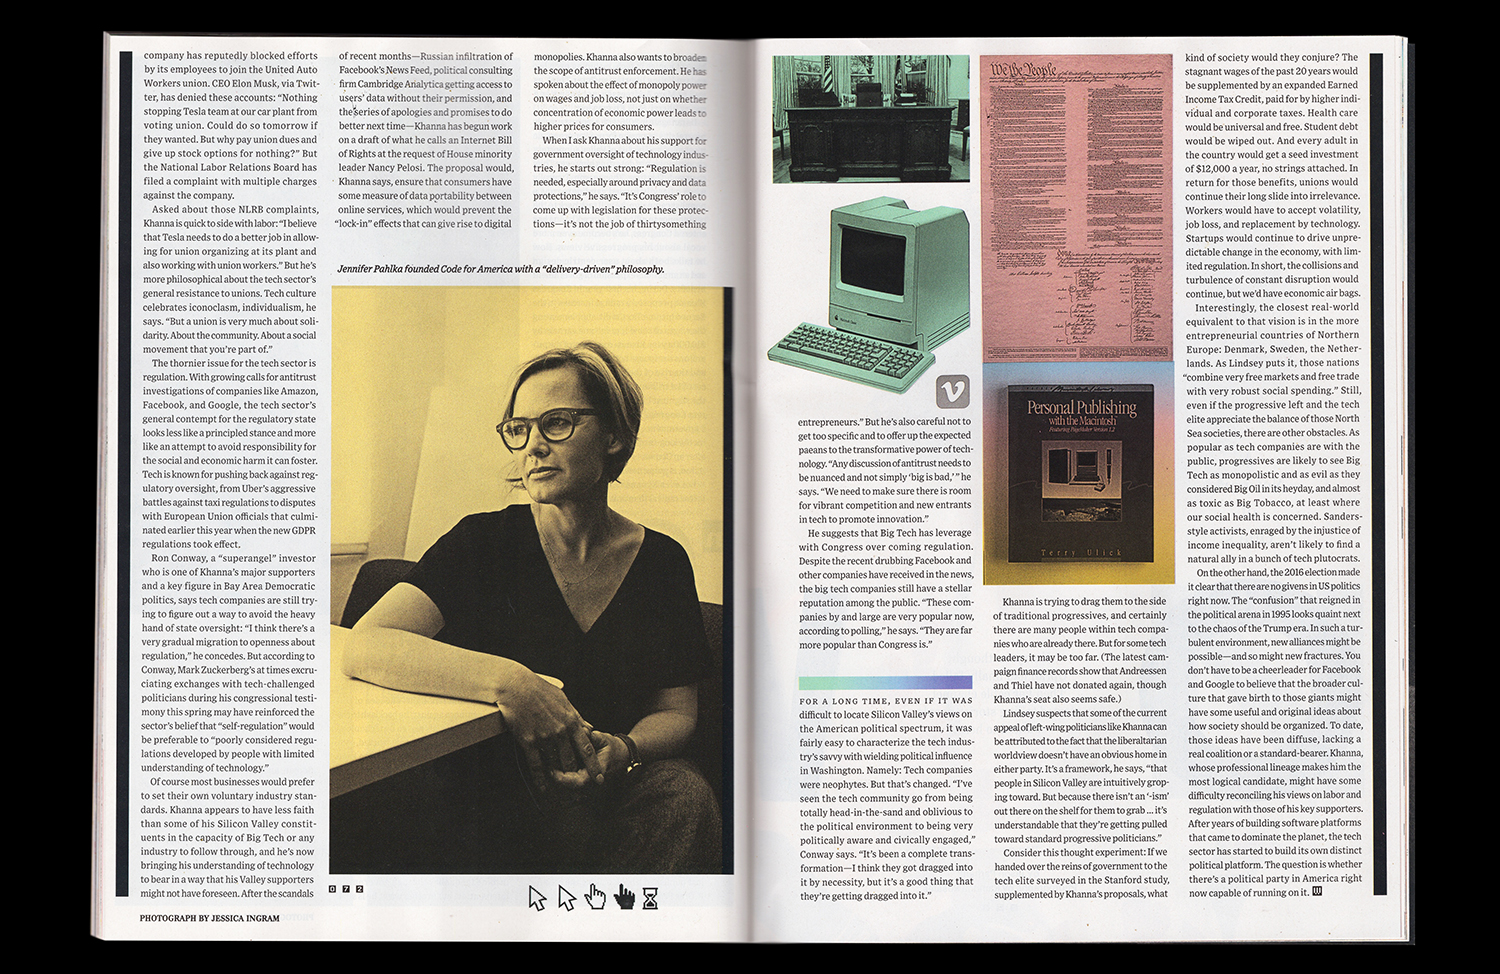 company has reputedly blocked efforts
by its employees to join the United Auto
Workers union. CEO Elon Musk, via Twit-
ter, has denied these accounts: “Nothing
stopping Tesla team at our car plant from
voting union. Could do so tomorrow if
they wanted. But why pay union dues and
give up stock options for nothing?” But
the National Labor Relations Board has
filed a complaint with multiple charges
against the company.
Asked about those NLRB complaints,
Khanna is quick to side with labor: “I believe
that Tesla needs to do a better job in allow-
ing for union organizing at its plant and
also working with union workers.” But he’s
more philosophical about the tech sector’s
general resistance to unions. Tech culture
celebrates iconoclasm, individualism, he
says. “But a union is very much about soli-
darity. About the community. About a social
movement that you’re part of.”
The thornier issue for the tech sector is
regulation. With growing calls for antitrust
investigations of companies like Amazon,
Facebook, and Google, the tech sector’s
general contempt for the regulatory state
looks less like a principled stance and more
like an attempt to avoid responsibility for
the social and economic harm it can foster.
Tech is known for pushing back against reg-
ulatory oversight, from Uber’s aggressive
battles against taxi regulations to disputes
with European Union officials that culmi-
nated earlier this year when the new GDPR
regulations took effect.
Ron Conway, a “superangel” investor
who is one of Khanna’s major supporters
and a key figure in Bay Area Democratic
politics, says tech companies are still try-
ing to figure out a way to avoid the heavy
hand of state oversight: “I think there’s a
very gradual migration to openness about
regulation,” he concedes. But according to
Conway, Mark Zuckerberg’s at times excru-
ciating exchanges with tech-challenged
politicians during his congressional testi-
mony this spring may have reinforced the
sector’s belief that “self-regulation” would
be preferable to “poorly considered regu-
lations developed by people with limited
understanding of technology.”
Of course most businesses would prefer
to set their own voluntary industry stan-
dards. Khanna appears to have less faith
than some of his Silicon Valley constit-
uents in the capacity of Big Tech or any
industry to follow through, and he’s now
bringing his understanding of technology
to bear in a way that his Valley supporters
might not have foreseen. After the scandals
PHOTOGRAPH BY JESSICA INGRAM
of recent months—Russian infiltration of
Facebook’s News Feed, political consulting
firm Cambridge Analytica getting access to
users’ data without their permission, and
the series of apologies and promises to do
better next time—Khanna has begun work
on a draft of what he calls an Internet Bill
of Rights at the request of House minority
leader Nancy Pelosi. The proposal would,
Khanna says, ensure that consumers have
some measure of data portability between
online services, which would prevent the
“lock-in” effects that can give rise to digital
monopolies. Khanna also wants to broaden
the scope of antitrust enforcement. He has
spoken about the effect of monopoly power
on wages and job loss, not just on whether
concentration of economic power leads to
higher prices for consumers.
When I ask Khanna about his support for
government oversight of technology indus-
tries, he starts out strong: “Regulation is
needed, especially around privacy and data
protections,” he says. “It’s Congress’ role to
come up with legislation for these protec-
tions—it’s not the job of thirtysomething
Jennifer Pahlka founded Code for America with a “delivery-driven” philosophy.
072
We the People
Personal Publishing
with the Macintosh
Featuring PageMaker Version 1.2
Terry Ulick
entrepreneurs.” But he’s also careful not to
get too specific and to offer up the expected
paeans to the transformative power of tech-
nology. “Any discussion of antitrust needs to
be nuanced and not simply ‘big is bad,’ ” he
says. “We need to make sure there is room
for vibrant competition and new entrants
in tech to promote innovation.”
He suggests that Big Tech has leverage
with Congress over coming regulation.
Despite the recent drubbing Facebook and
other companies have received in the news,
the big tech companies still have a stellar
reputation among the public. “These com-
panies by and large are very popular now,
according to polling,” he says. “They are far
more popular than Congress is.”
FOR A LONG TIME, EVEN IF IT WAS
difficult to locate Silicon Valley’s views on
the American political spectrum, it was
fairly easy to characterize the tech indus-
try’s savvy with wielding political influence
in Washington. Namely: Tech companies
were neophytes. But that’s changed. “I’ve
seen the tech community go from being
totally head-in-the-sand and oblivious to
the political environment to being very
politically aware and civically engaged,”
Conway says. “It’s been a complete trans-
formation—I think they got dragged into
it by necessity, but it’s a good thing that
they’re getting dragged into it.”
Khanna is trying to drag them to the side
of traditional progressives, and certainly
there are many people within tech compa-
nies who are already there. But for some tech
leaders, it may be too far. (The latest cam-
paign finance records show that Andreessen
and Thiel have not donated again, though
Khanna’s seat also seems safe.)
Lindsey suspects that some of the current
appeal of left-wing politicians like Khanna can
be attributed to the fact that the liberaltarian
worldview doesn’t have an obvious home in
either party. It’s a framework, he says, “that
people in Silicon Valley are intuitively grop-
ing toward. But because there isn’t an ‘-ism’
out there on the shelf for them to grab ... it’s
understandable that they’re getting pulled
toward standard progressive politicians.”
Consider this thought experiment: If we
handed over the reins of government to the
tech elite surveyed in the Stanford study,
supplemented by Khanna’s proposals, what
kind of society would they conjure? The
stagnant wages of the past 20 years would
be supplemented by an expanded Earned
Income Tax Credit, paid for by higher indi-
vidual and corporate taxes. Health care
would be universal and free. Student debt
would be wiped out. And every adult in
the country would get a seed investment
of $12,000 a year, no strings attached. In
return for those benefits, unions would
continue their long slide into irrelevance.
Workers would have to accept volatility,
job loss, and replacement by technology.
Startups would continue to drive unpre-
dictable change in the economy, with lim-
ited regulation. In short, the collisions and
turbulence of constant disruption would
continue, but we’d have economic air bags.
Interestingly, the closest real-world
equivalent to that vision is in the more
entrepreneurial countries of Northern
Europe: Denmark, Sweden, the Nether-
lands. As Lindsey puts it, those nations
“combine very free markets and free trade
with very robust social spending.” Still,
even if the progressive left and the tech
elite appreciate the balance of those North
Sea societies, there are other obstacles. As
popular as tech companies are with the
public, progressives are likely to see Big
Tech as monopolistic and as evil as they
considered Big Oil in its heyday, and almost
as toxic as Big Tobacco, at least where
our social health is concerned. Sanders-
style activists, enraged by the injustice of
income inequality, aren’t likely to find a
natural ally in a bunch of tech plutocrats.
On the other hand, the 2016 election made
it clear that there are no givens in US politics
right now. The “confusion” that reigned in
the political arena in 1995 looks quaint next
to the chaos of the Trump era. In such a tur-
bulent environment, new alliances might be
possible—and so might new fractures. You
don’t have to be a cheerleader for Facebook
and Google to believe that the broader cul-
ture that gave birth to those giants might
have some useful and original ideas about
how society should be organized. To date,
those ideas have been diffuse, lacking a
real coalition or a standard-bearer. Khanna,
whose professional lineage makes him the
most logical candidate, might have some
difficulty reconciling his views on labor and
regulation with those of his key supporters.
After years of building software platforms
that came to dominate the planet, the tech
sector has started to build its own distinct
political platform. The question is whether
there’s a political party in America right
now capable of running on it. W